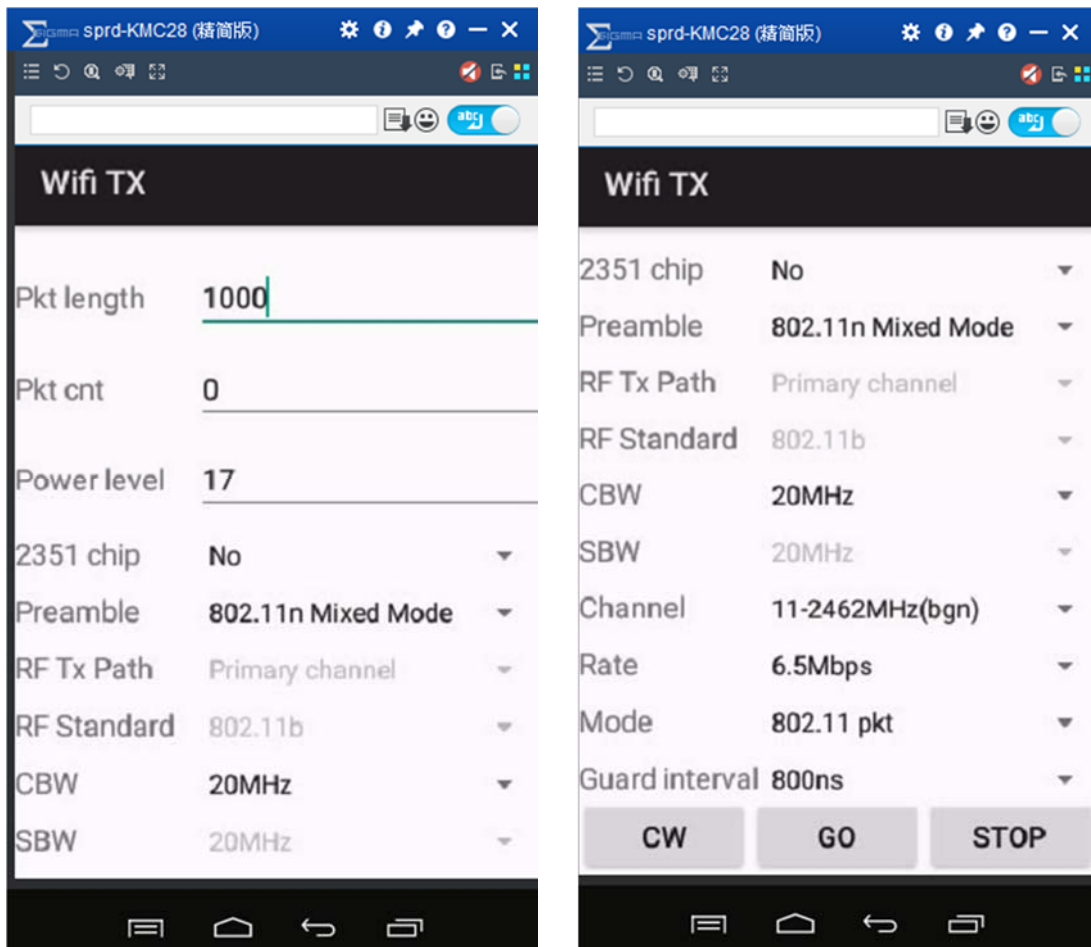 SIGMA sprd-KMC28 (精简版)
abc
Wifi TX
Pkt length 1000
Pkt cnt 0
Power level 17
2351 chip No
Preamble 802.11n Mixed Mode
RF Tx Path Primary channel
RF Standard 802.11b
CBW 20MHz
SBW 20MHz
SIGMA sprd-KMC28 (精简版)
abc
Wifi TX
2351 chip No
Preamble 802.11n Mixed Mode
RF Tx Path Primary channel
RF Standard 802.11b
CBW 20MHz
SBW 20MHz
Channel 11-2462MHz(bgn)
Rate 6.5Mbps
Mode 802.11 pkt
Guard interval 800ns
CW GO STOP